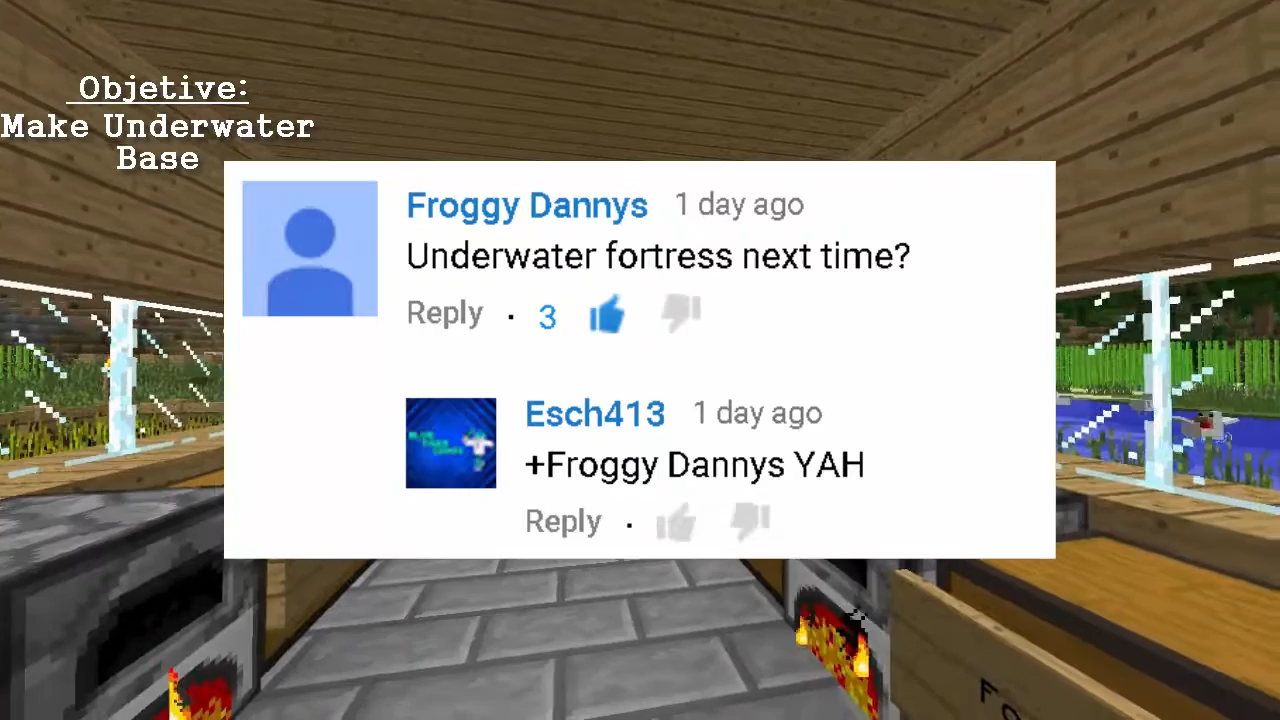 Objetive:
Make Underwater
Base
Froggy Dannys 1 day ago
Underwater fortress next time?
Reply · 3
Esch413 1 day ago
+Froggy Dannys YAH
Reply ·